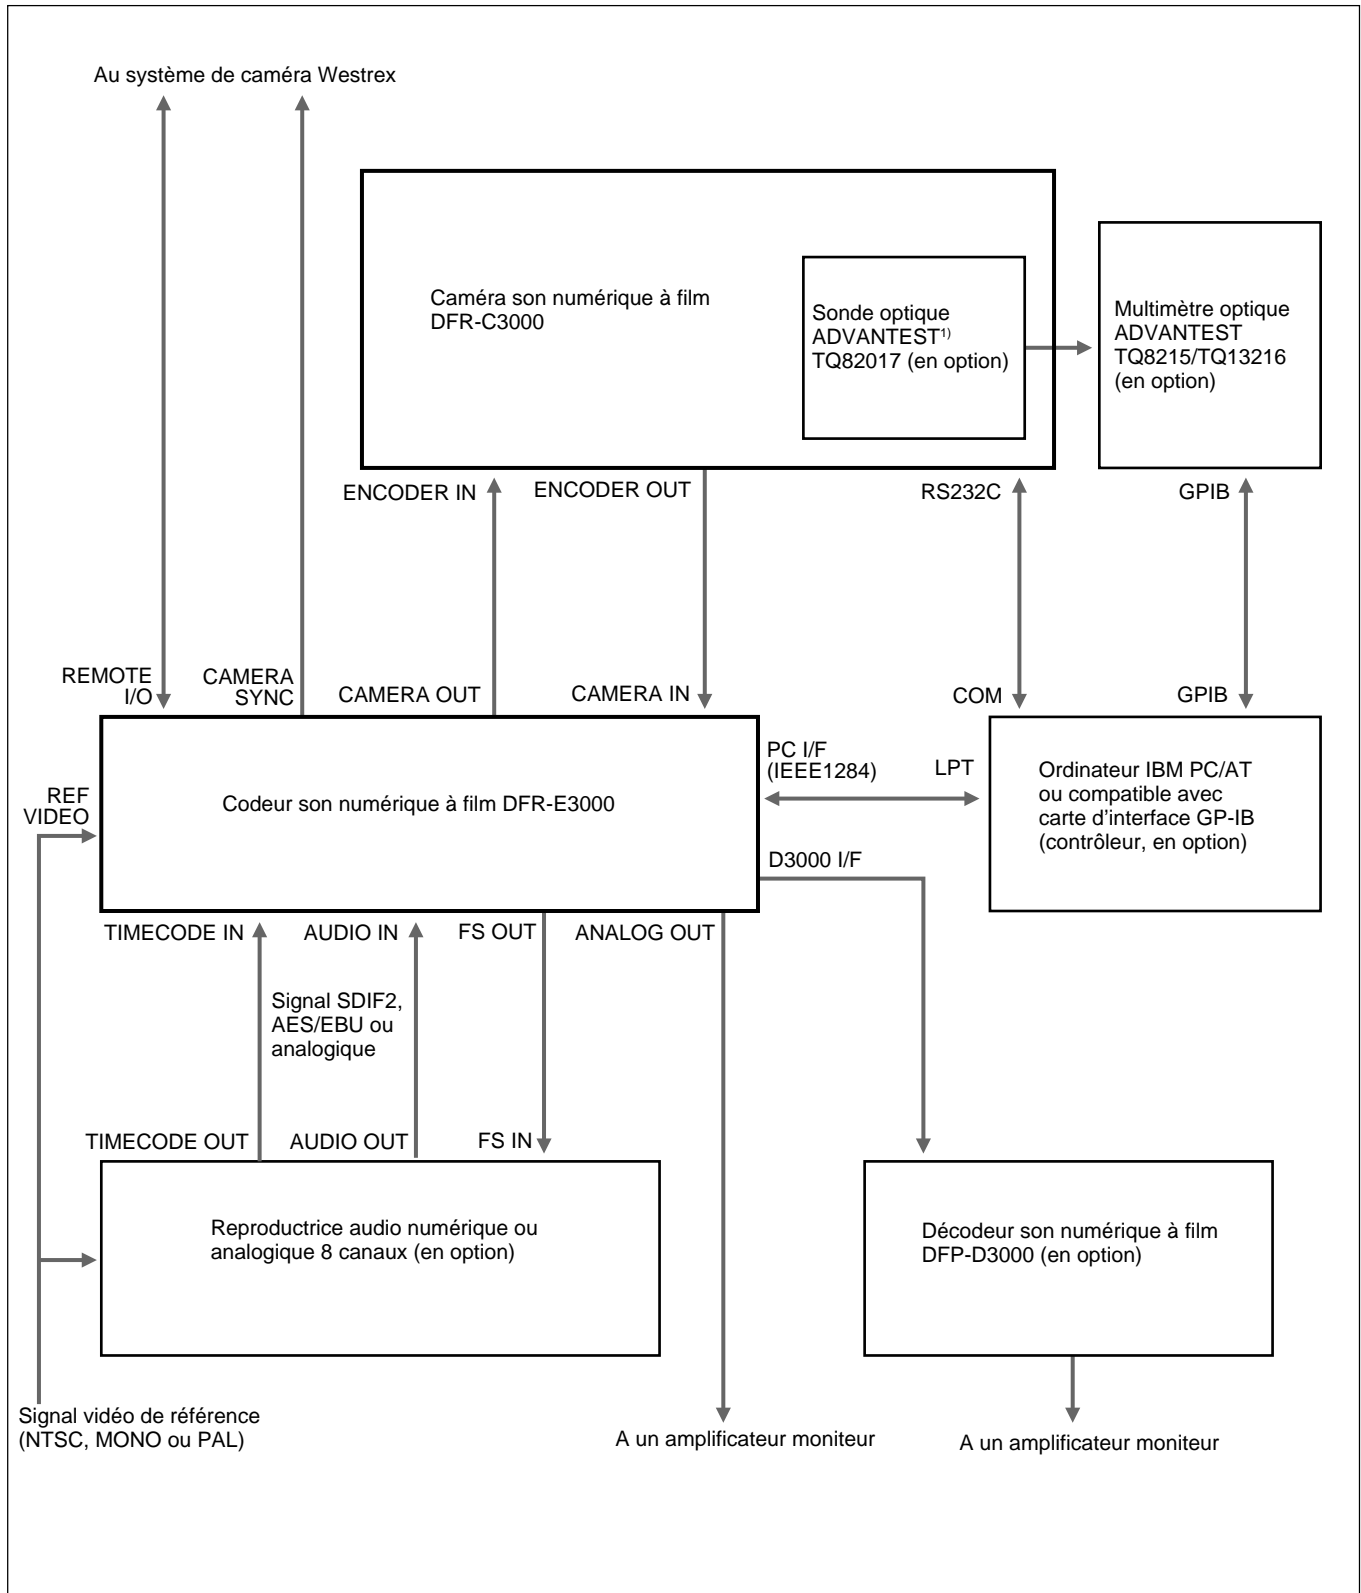 Au système de caméra Westrex
Caméra son numérique à film
DFR-C3000
Sonde optique
ADVANTEST1)
TQ82017 (en option)
Multimètre optique
ADVANTEST
TQ8215/TQ13216
(en option)
ENCODER IN
ENCODER OUT
RS232C
GPIB
REMOTE
I/O
CAMERA
SYNC
CAMERA OUT
CAMERA IN
COM
GPIB
REF
VIDEO
Codeur son numérique à film DFR-E3000
PC I/F
(IEEE1284)
LPT
Ordinateur IBM PC/AT
ou compatible avec
carte d’interface GP-IB
(contrôleur, en option)
D3000 I/F
TIMECODE IN
AUDIO IN
FS OUT
ANALOG OUT
Signal SDIF2,
AES/EBU ou
analogique
TIMECODE OUT
AUDIO OUT
FS IN
Reproductrice audio numérique ou
analogique 8 canaux (en option)
Décodeur son numérique à film
DFP-D3000 (en option)
Signal vidéo de référence
(NTSC, MONO ou PAL)
A un amplificateur moniteur
A un amplificateur moniteur